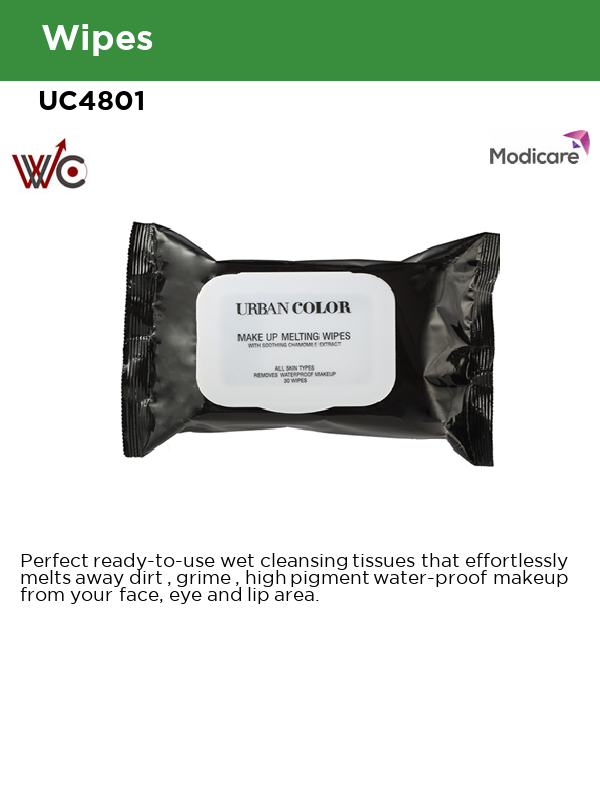 Wipes
UC4801
WC
Modicare
URBAN COLOR
MAKE UP MELTING WIPES
WITH SOOTHING CHAMOMILE EXTRACT
ALL SKIN TYPES
REMOVES WATERPROOF MAKEUP
30 WIPES
Perfect ready-to-use wet cleansing tissues that effortlessly
melts away dirt , grime , high pigment water-proof makeup
from your face, eye and lip area.